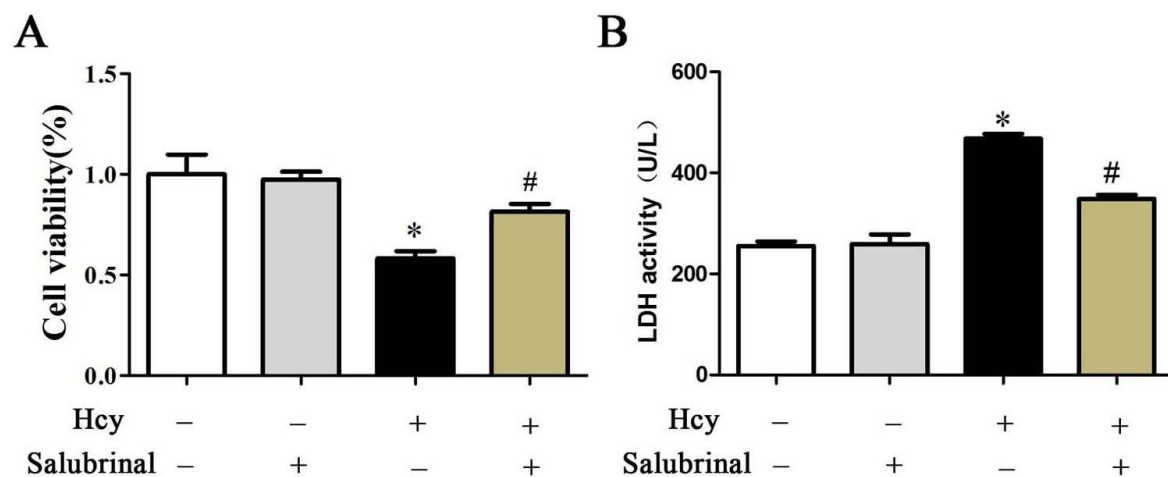 A
Cell viability(%)
1.5
1.0
0.5
0.0
*
#
Hcy – – + +
Salubrinal – + – +
B
LDH activity（U/L）
600
400
200
0
*
#
Hcy – – + +
Salubrinal – + – +